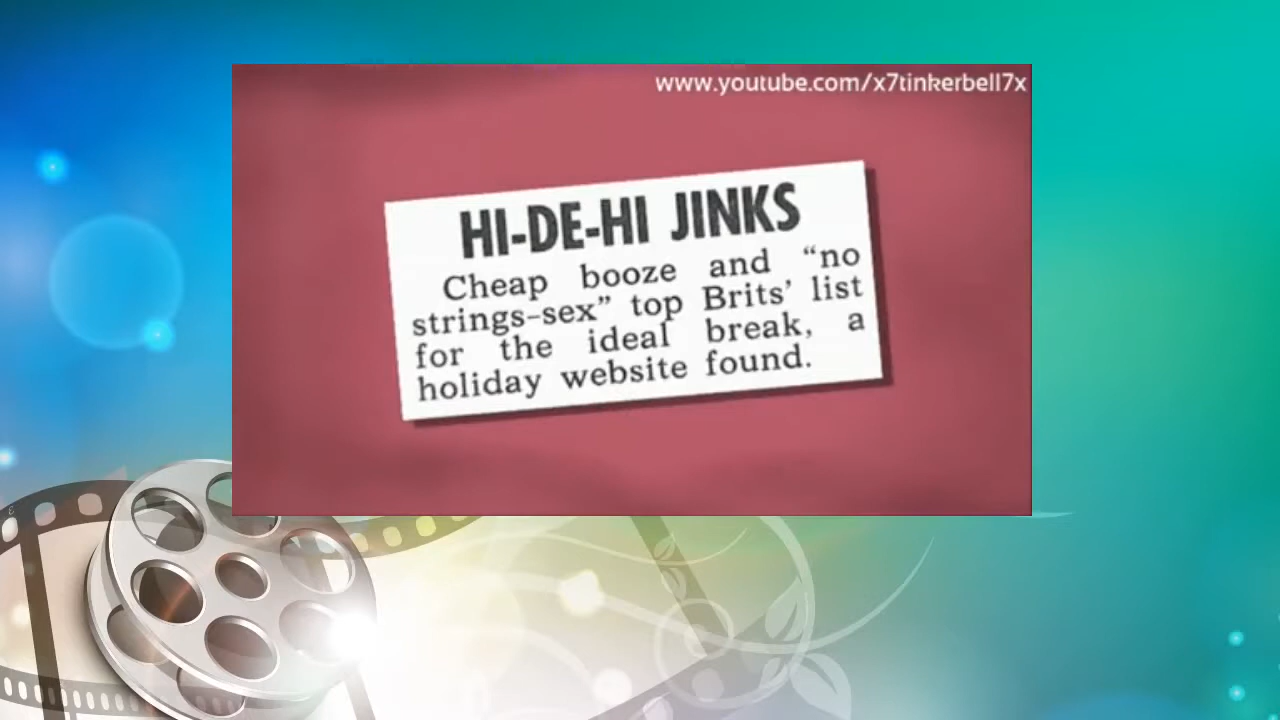 www.youtube.com/x7tinkerbell7x
HI-DE-HI JINKS
Cheap booze and “no
strings-sex” top Brits’ list
for the ideal break, a
holiday website found.